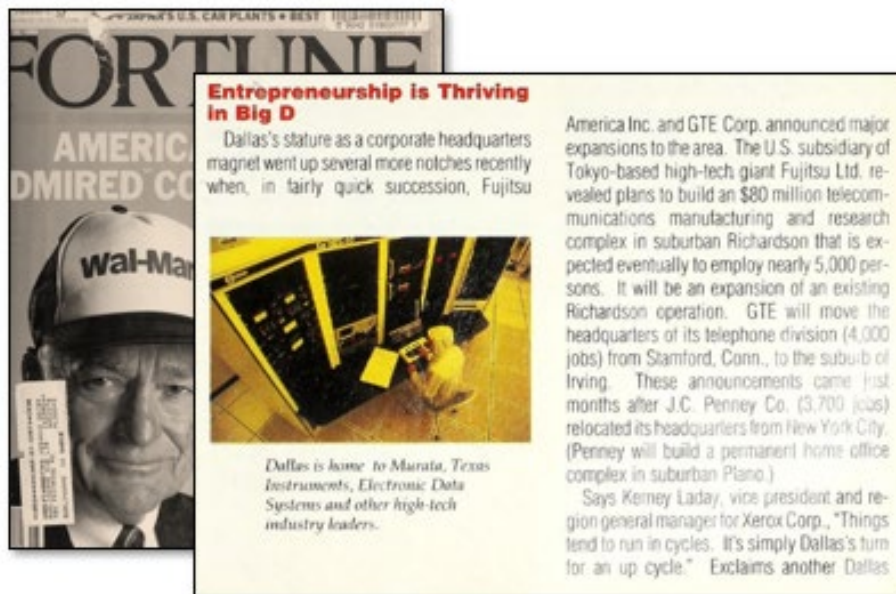 JAPAN'S U.S. CAR PLANTS • BEST
FORTUNE
AMERIC
DMIRED CO
Wal-Mar
Entrepreneurship is Thriving
in Big D
Dallas's stature as a corporate headquarters
magnet went up several more notches recently
when, in fairly quick succession, Fujitsu
Dallas is home to Murata, Texas
Instruments, Electronic Data
Systems and other high-tech
industry leaders.
America Inc. and GTE Corp. announced major
expansions to the area. The U.S. subsidiary of
Tokyo-based high-tech giant Fujitsu Ltd. re-
vealed plans to build an $80 million telecom-
munications manufacturing and research
complex in suburban Richardson that is ex-
pected eventually to employ nearly 5,000 per-
sons. It will be an expansion of an existing
Richardson operation. GTE will move the
headquarters of its telephone division (4,000
jobs) from Stamford, Conn., to the suburb of
Irving. These announcements came just
months after J.C. Penney Co. (3,700 jobs)
relocated its headquarters from New York City.
(Penney will build a permanent home office
complex in suburban Plano.)
Says Kerney Laday, vice president and re-
gion general manager for Xerox Corp., "Things
tend to run in cycles. It's simply Dallas's turn
for an up cycle." Exclaims another Dallas